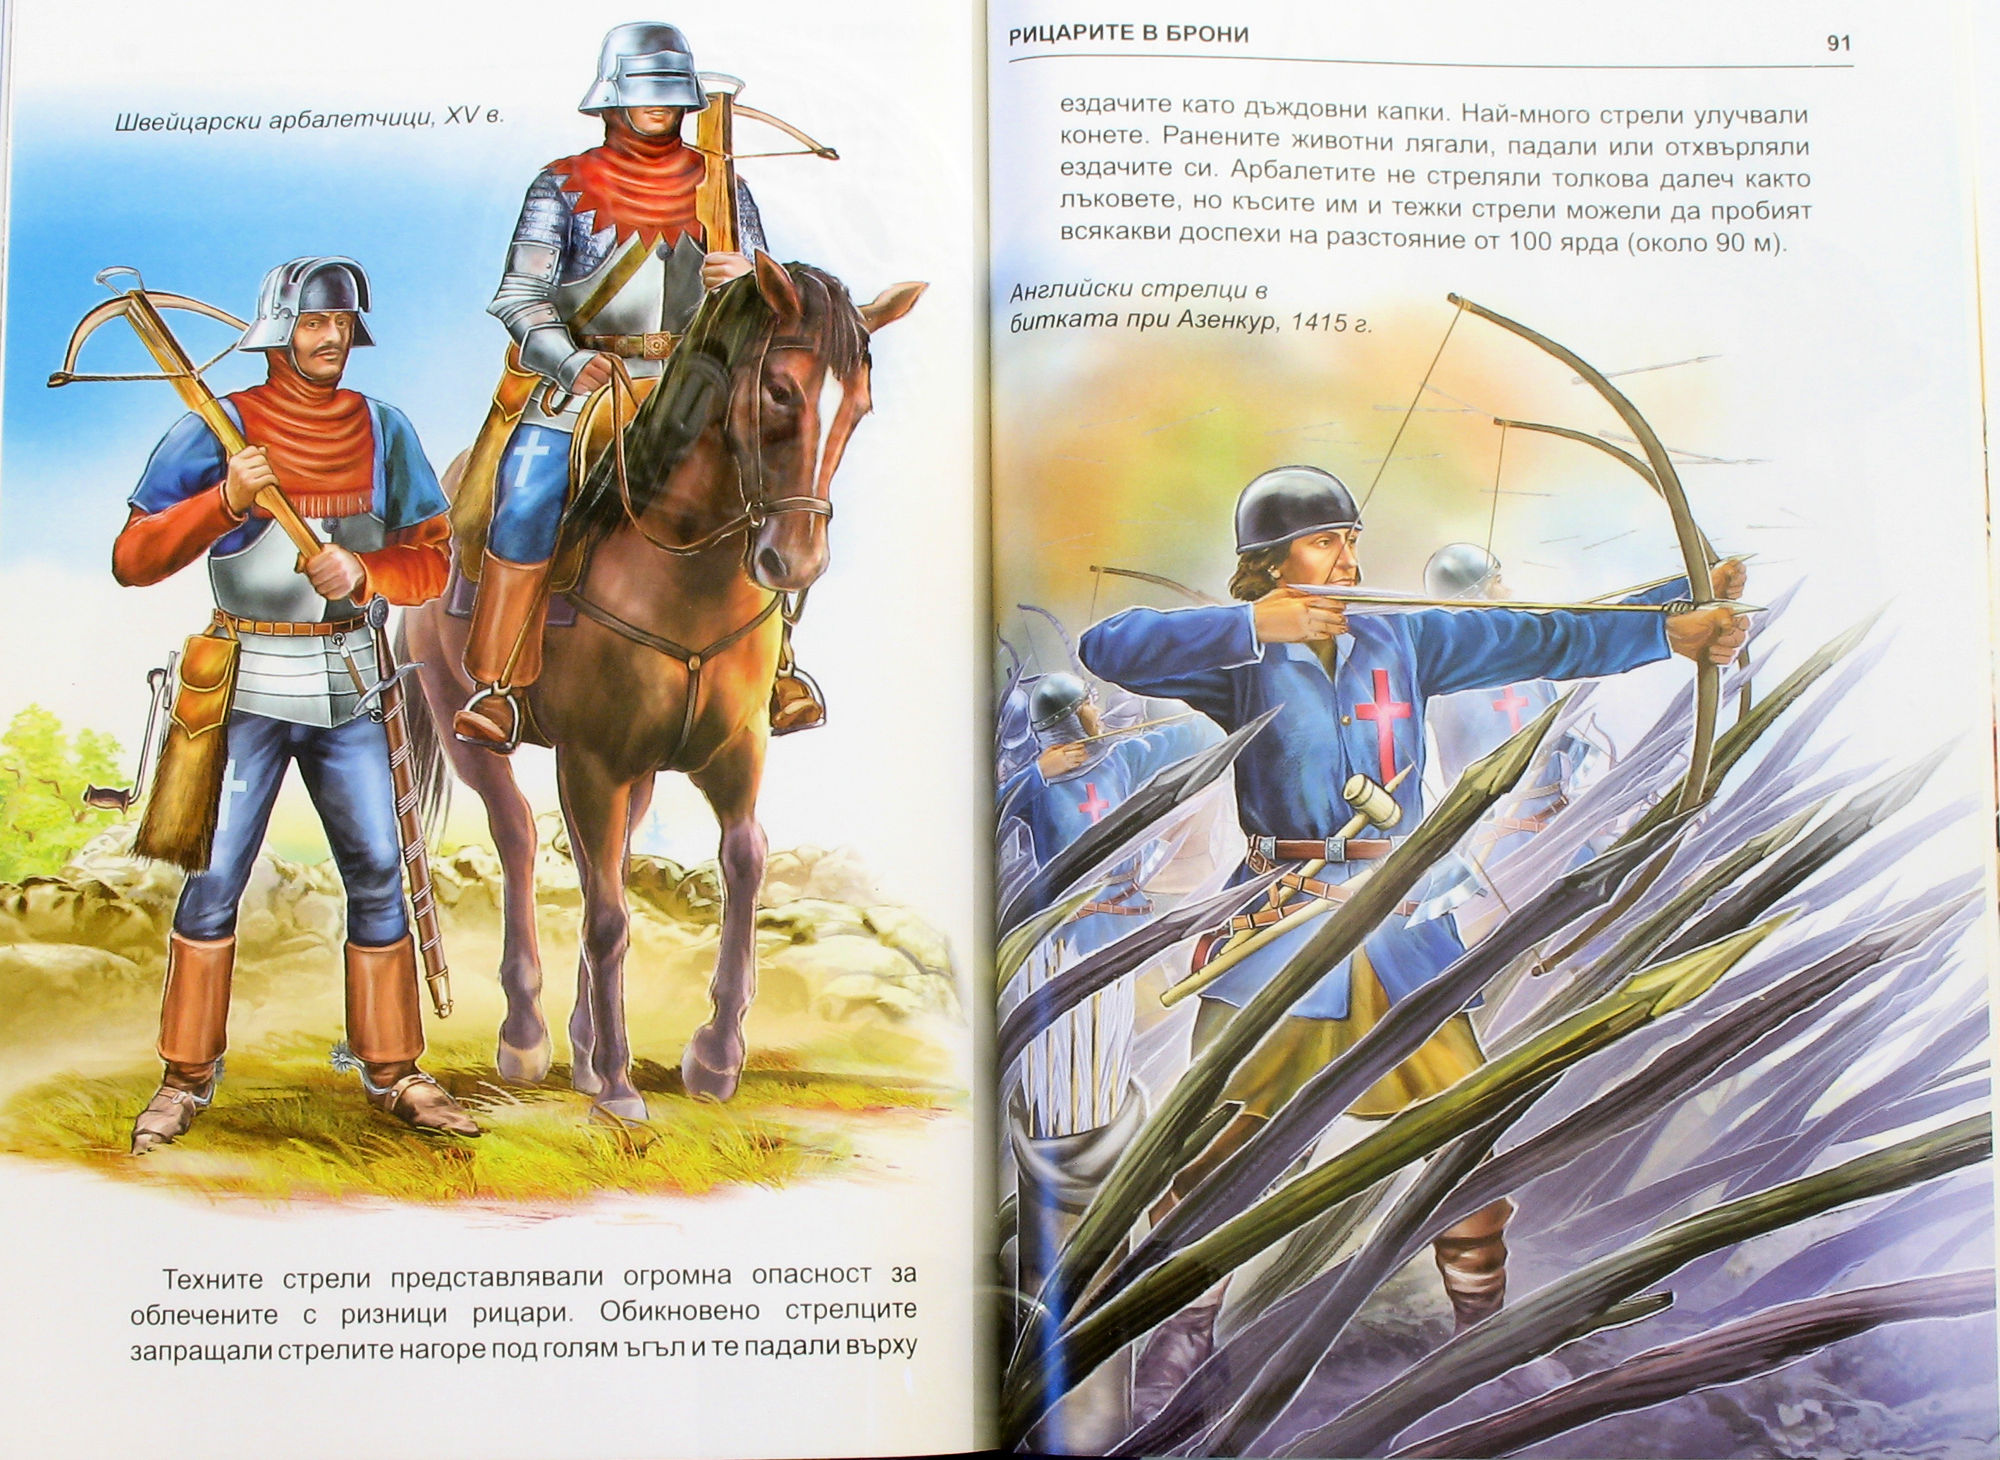 Швейцарски арбалетчици, XV в.
Техните стрели представлявали огромна опасност за
облечените с ризници рицари. Обикновено стрелците
запращали стрелите нагоре под голям ъгъл и те падали върху
РИЦАРИТЕ В БРОНИ
91
ездачите като дъждовни капки. Най-много стрели улучвали
конете. Ранените животни лягали, падали или отхвърляли
ездачите си. Арбалетите не стреляли толкова далеч както
лъковете, но късите им и тежки стрели можели да пробият
всякакви доспехи на разстояние от 100 ярда (около 90 м).
Английски стрелци в
битката при Азенкур, 1415 г.